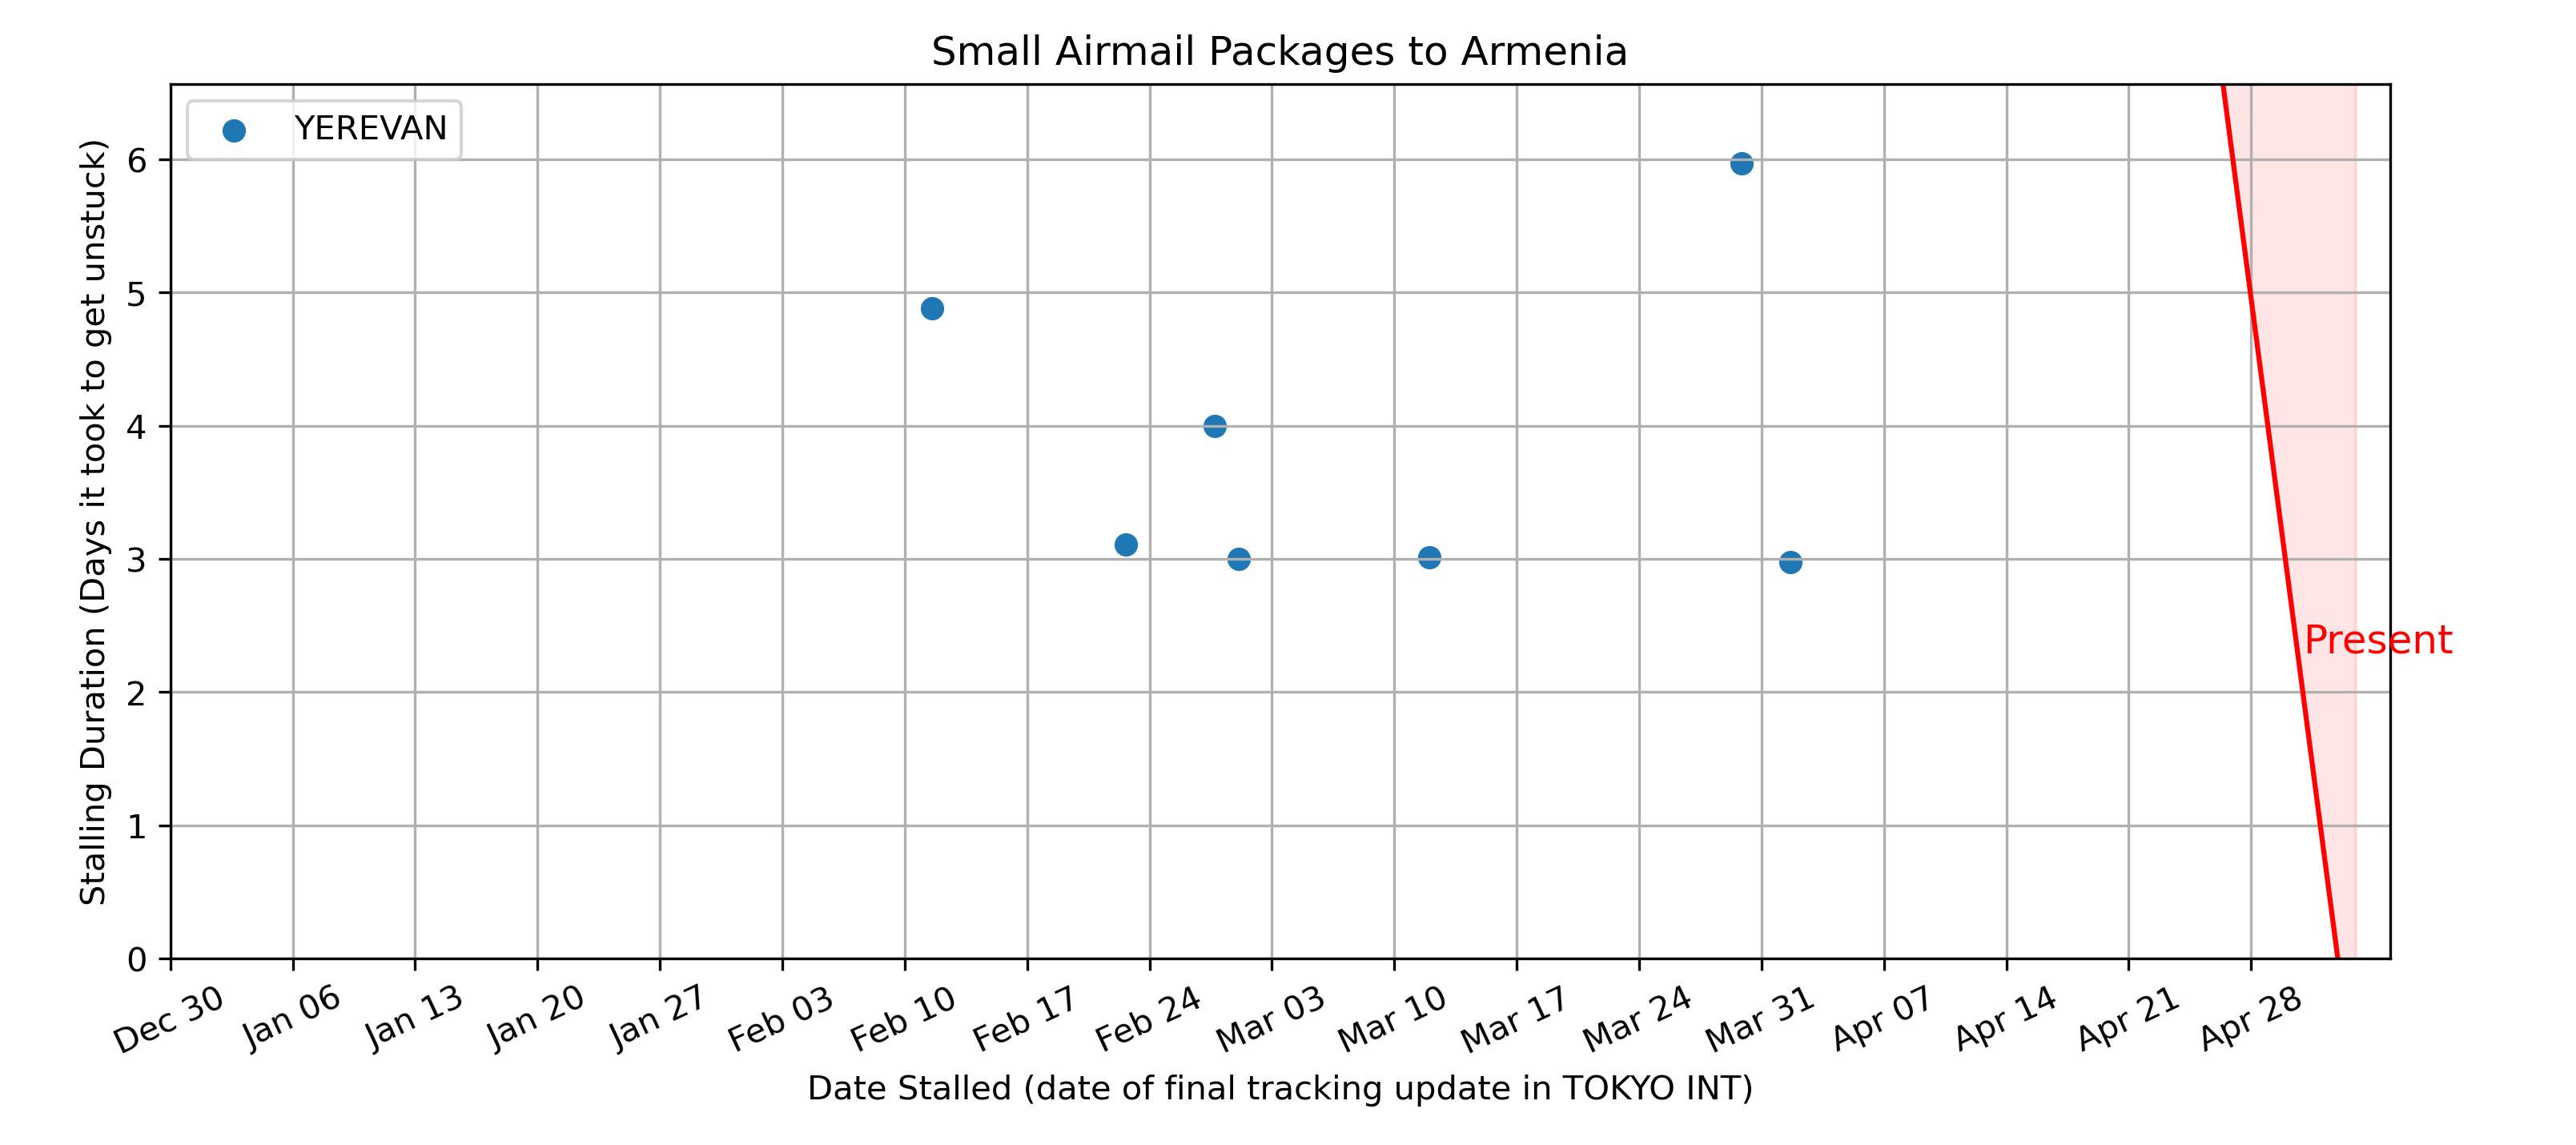 Small Airmail Packages to Armenia
YEREVAN
Stalling Duration (Days it took to get unstuck)
6
5
4
3
2
1
0
Present
Dec 30
Jan 06
Jan 13
Jan 20
Jan 27
Feb 03
Feb 10
Feb 17
Feb 24
Mar 03
Mar 10
Mar 17
Mar 24
Mar 31
Apr 07
Apr 14
Apr 21
Apr 28
Date Stalled (date of final tracking update in TOKYO INT)